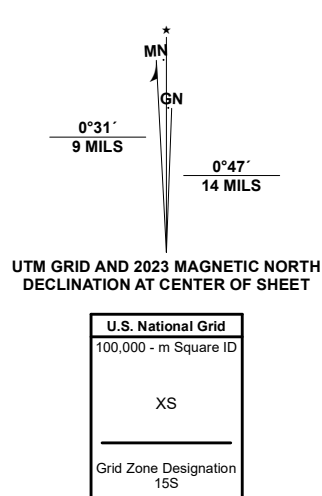 MN
GN
0°31´
9 MILS
0°47´
14 MILS
UTM GRID AND 2023 MAGNETIC NORTH
DECLINATION AT CENTER OF SHEET
U.S. National Grid
100,000 - m Square ID
XS
Grid Zone Designation
15S